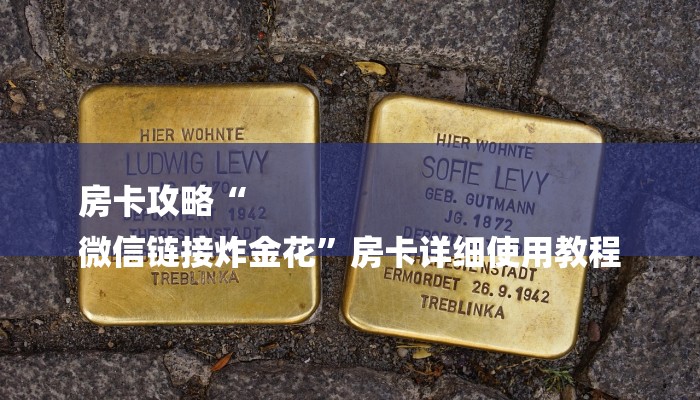 HIER WOHNTE
LUDWIG LEVY
1942
THERESIENSTADT
TREBLINKA
HIER WOHNTE
SOFIE LEVY
GEB. GUTMANN
JG. 1872
ERMORDET 26.9.1942
TREBLINKA
房卡攻略“
微信链接炸金花”房卡详细使用教程